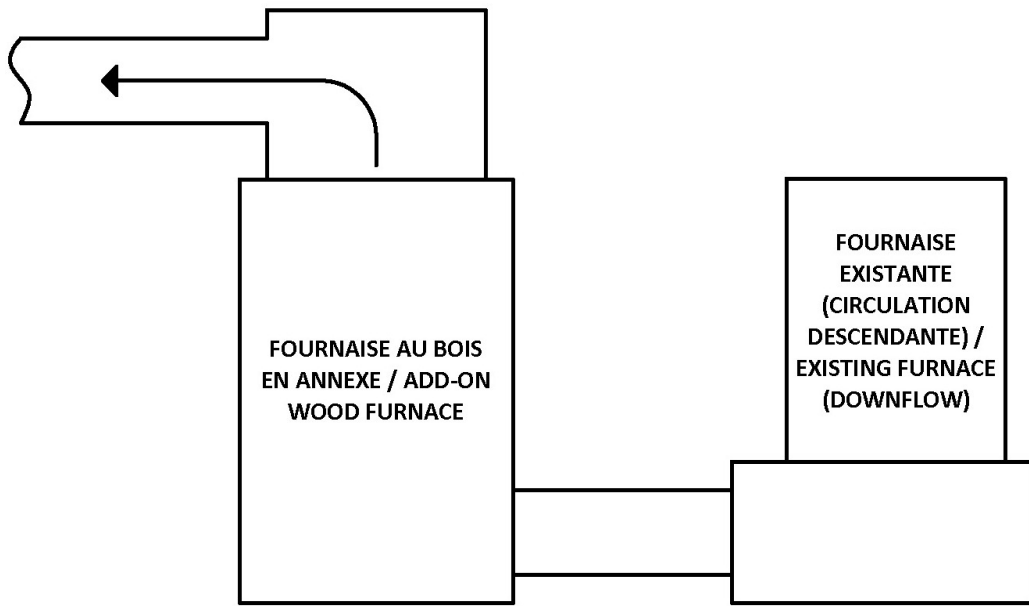 FOURNAISE AU BOIS
EN ANNEXE / ADD-ON
WOOD FURNACE
FOURNAISE
EXISTANTE
(CIRCULATION
DESCENDANTE) /
EXISTING FURNACE
(DOWNFLOW)